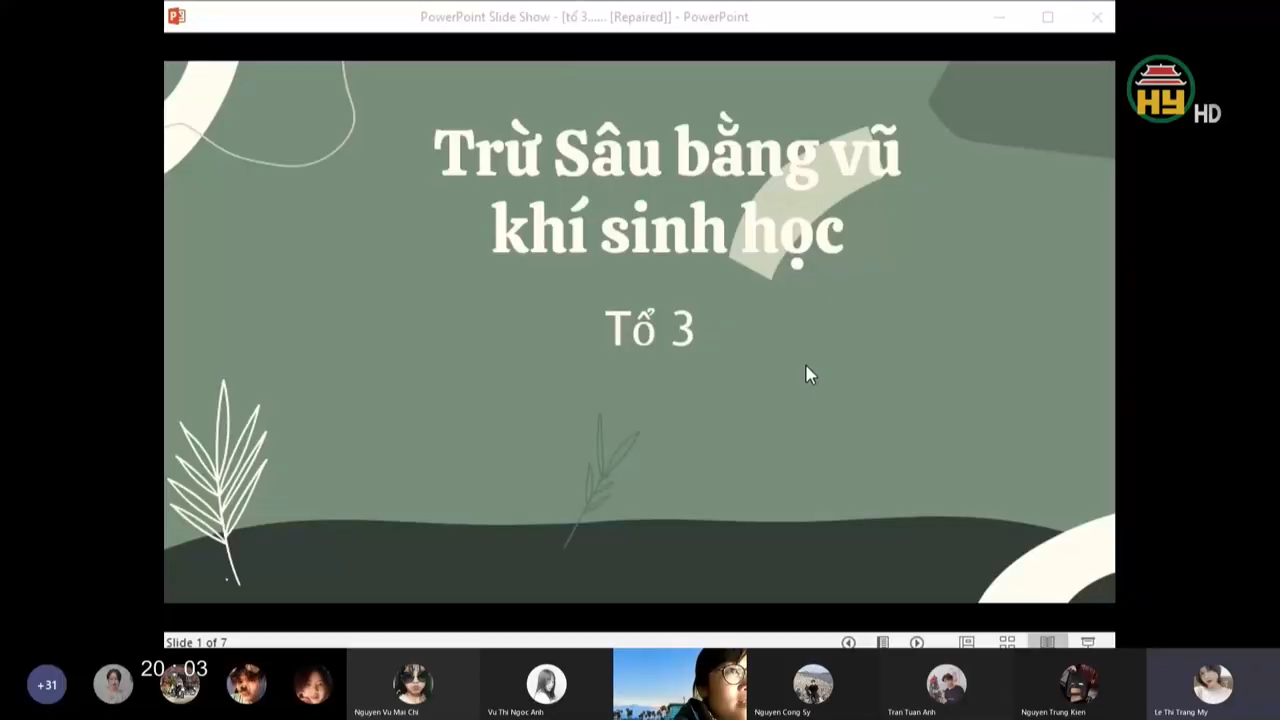 PowerPoint Slide Show - [tổ 3...... [Repaired]] - PowerPoint
HY HD
Trừ Sâu bằng vũ
khí sinh học
Tổ 3
Slide 1 of 7
20 : 03
+31
Nguyen Vu Mai Chi
Vu Thi Ngoc Anh
Nguyen Cong Sy
Tran Tuan Anh
Nguyen Trung Kien
Le Thi Trang My